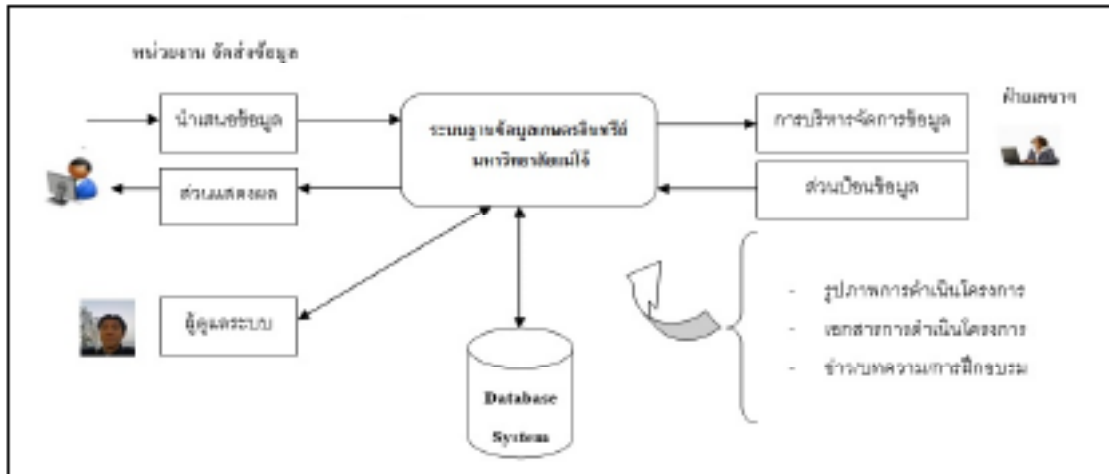 หน่วยงาน จัดส่งข้อมูล
นำเสนอข้อมูล
ส่วนแสดงผล
ผู้ดูแลระบบ
ระบบฐานข้อมูลเกษตรอินทรีย์
มหาวิทยาลัยแม่โจ้
Database
System
ฝ่ายเลขาฯ
การบริหารจัดการข้อมูล
ส่วนป้อนข้อมูล
- รูปภาพการดำเนินโครงการ
- เอกสารการดำเนินโครงการ
- ข่าว/บทความ/การฝึกอบรม